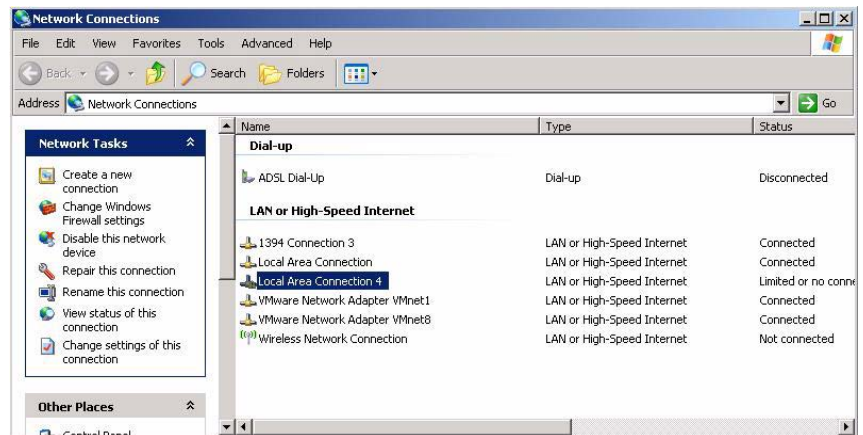 Network Connections
File Edit View Favorites Tools Advanced Help
Back Search Folders
Address Network Connections Go
Network Tasks
Create a new
connection
Change Windows
Firewall settings
Disable this network
device
Repair this connection
Rename this connection
View status of this
connection
Change settings of this
connection
Other Places
Control Panel
Name Type Status
Dial-up
ADSL Dial-Up Dial-up Disconnected
LAN or High-Speed Internet
1394 Connection 3 LAN or High-Speed Internet Connected
Local Area Connection LAN or High-Speed Internet Connected
Local Area Connection 4 LAN or High-Speed Internet Limited or no conne
VMware Network Adapter VMnet1 LAN or High-Speed Internet Connected
VMware Network Adapter VMnet8 LAN or High-Speed Internet Connected
Wireless Network Connection LAN or High-Speed Internet Not connected